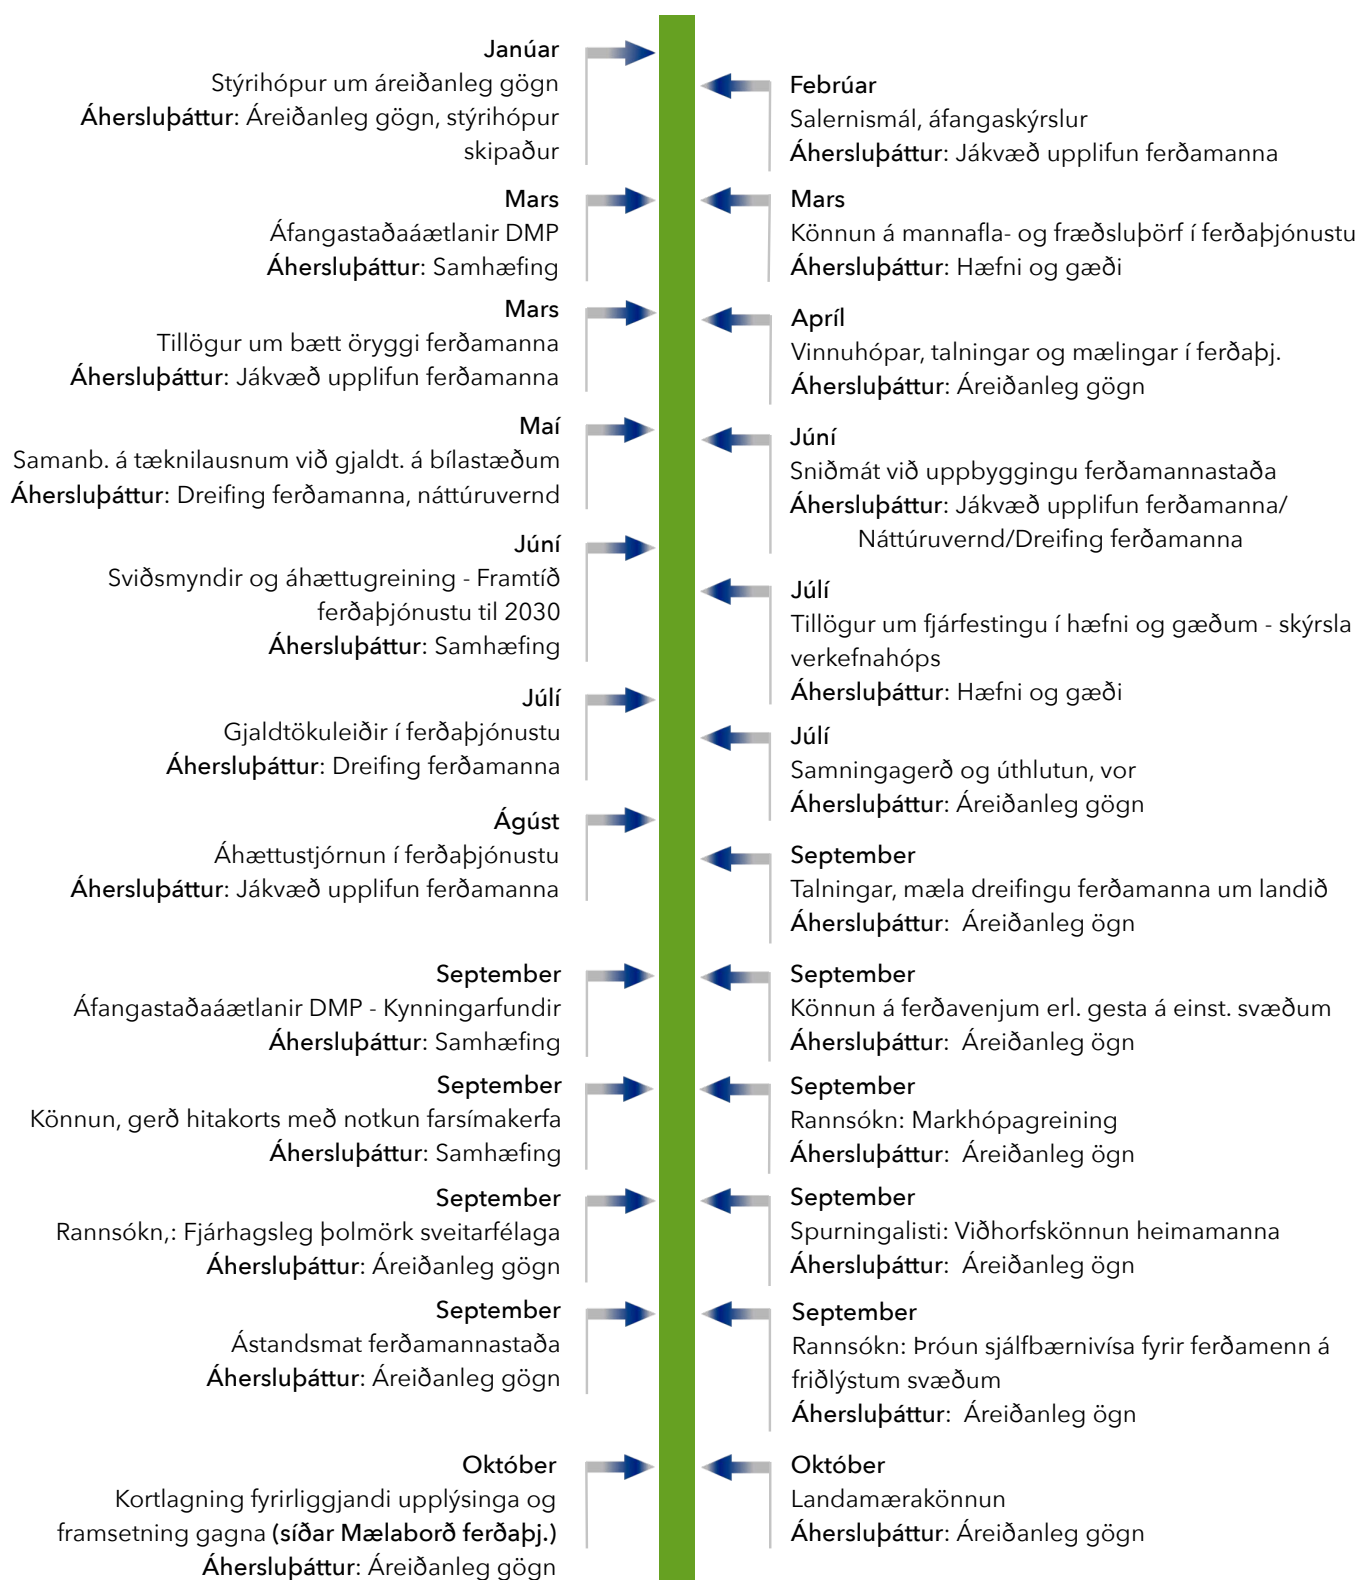 Janúar
Stýrihópur um áreiðanleg gögn
Áhersluþáttur: Áreiðanleg gögn, stýrihópur
skipaður
Febrúar
Salernismál, áfangaskýrslur
Áhersluþáttur: Jákvæð upplifun ferðamanna
Mars
Áfangastaðaáætlanir DMP
Áhersluþáttur: Samhæfing
Mars
Könnun á mannafla- og fræðsluþörf í ferðaþjónustu
Áhersluþáttur: Hæfni og gæði
Mars
Tillögur um bætt öryggi ferðamanna
Áhersluþáttur: Jákvæð upplifun ferðamanna
Apríl
Vinnuhópar, talningar og mælingar í ferðaþj.
Áhersluþáttur: Áreiðanleg gögn
Maí
Samanb. á tæknilausnum við gjaldt. á bílastæðum
Áhersluþáttur: Dreifing ferðamanna, náttúruvernd
Júní
Sniðmát við uppbyggingu ferðamannastaða
Áhersluþáttur: Jákvæð upplifun ferðamanna/
Náttúruvernd/Dreifing ferðamanna
Júní
Sviðsmyndir og áhættugreining - Framtíð
ferðaþjónustu til 2030
Áhersluþáttur: Samhæfing
Júlí
Tillögur um fjárfestingu í hæfni og gæðum - skýrsla
verkefnahóps
Áhersluþáttur: Hæfni og gæði
Júlí
Gjaldtökuleiðir í ferðaþjónustu
Áhersluþáttur: Dreifing ferðamanna
Júlí
Samningagerð og úthlutun, vor
Áhersluþáttur: Áreiðanleg gögn
Ágúst
Áhættustjórnun í ferðaþjónustu
Áhersluþáttur: Jákvæð upplifun ferðamanna
September
Talningar, mæla dreifingu ferðamanna um landið
Áhersluþáttur: Áreiðanleg ögn
September
Áfangastaðaáætlanir DMP - Kynningarfundir
Áhersluþáttur: Samhæfing
September
Könnun á ferðavenjum erl. gesta á einst. svæðum
Áhersluþáttur: Áreiðanleg ögn
September
Könnun, gerð hitakorts með notkun farsímakerfa
Áhersluþáttur: Samhæfing
September
Rannsókn: Markhópagreining
Áhersluþáttur: Áreiðanleg ögn
September
Rannsókn,: Fjárhagsleg þolmörk sveitarfélaga
Áhersluþáttur: Áreiðanleg gögn
September
Spurningalisti: Viðhorfskönnun heimamanna
Áhersluþáttur: Áreiðanleg ögn
September
Ástandsmat ferðamannastaða
Áhersluþáttur: Áreiðanleg gögn
September
Rannsókn: Þróun sjálfbærnivísa fyrir ferðamenn á
friðlýstum svæðum
Áhersluþáttur: Áreiðanleg ögn
Október
Kortlagning fyrirliggjandi upplýsinga og
framsetning gagna (síðar Mælaborð ferðaþj.)
Áhersluþáttur: Áreiðanleg gögn
Október
Landamærakönnun
Áhersluþáttur: Áreiðanleg gögn